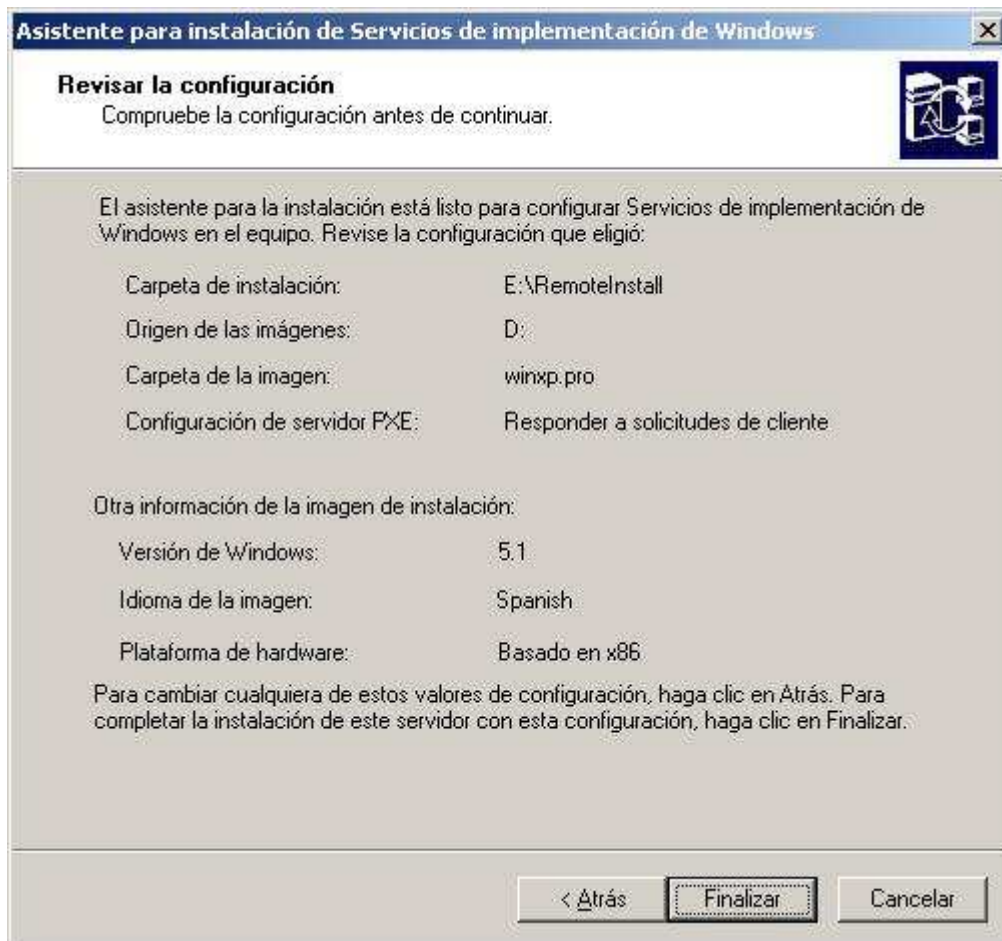 Asistente para instalación de Servicios de implementación de Windows
Revisar la configuración
Compruebe la configuración antes de continuar.
El asistente para la instalación está listo para configurar Servicios de implementación de
Windows en el equipo. Revise la configuración que eligió:
Carpeta de instalación: E:\RemoteInstall
Origen de las imágenes: D:
Carpeta de la imagen: winxp.pro
Configuración de servidor PXE: Responder a solicitudes de cliente
Otra información de la imagen de instalación:
Versión de Windows: 5.1
Idioma de la imagen: Spanish
Plataforma de hardware: Basado en x86
Para cambiar cualquiera de estos valores de configuración, haga clic en Atrás. Para
completar la instalación de este servidor con esta configuración, haga clic en Finalizar.
< Atrás Finalizar Cancelar